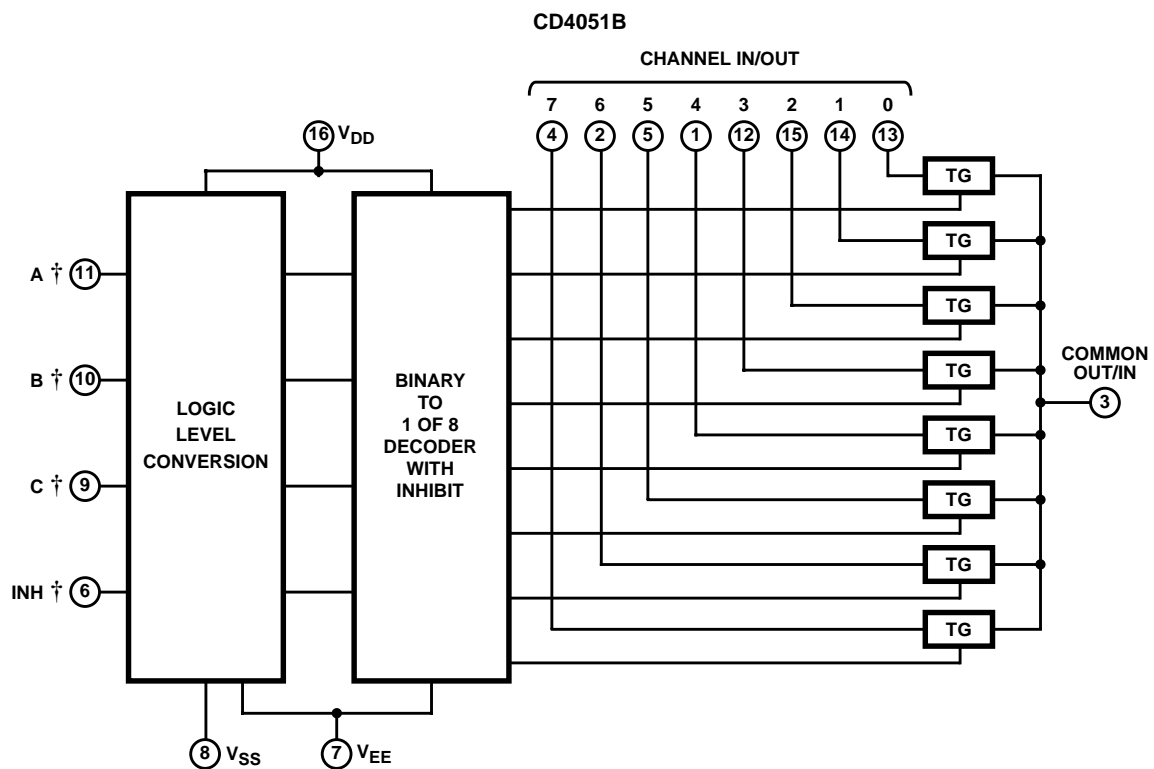 CD4051B
CHANNEL IN/OUT
7 6 5 4 3 2 1 0
4 2 5 1 12 15 14 13
16 VDD
TG
TG
TG
TG
TG
TG
TG
TG
A † 11
B † 10
C † 9
INH † 6
LOGIC
LEVEL
CONVERSION
BINARY
TO
1 OF 8
DECODER
WITH
INHIBIT
COMMON
OUT/IN
3
8 VSS
7 VEE